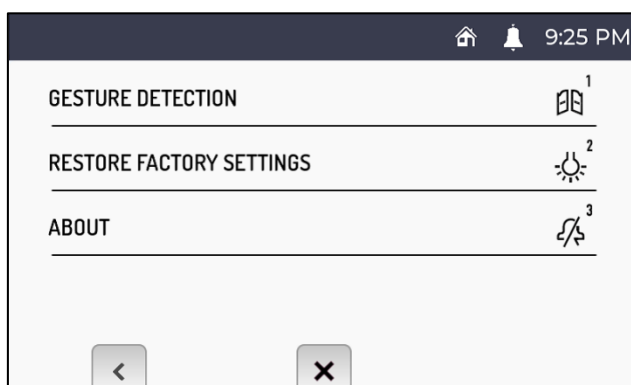 9:25 PM
GESTURE DETECTION 1
RESTORE FACTORY SETTINGS 2
ABOUT 3